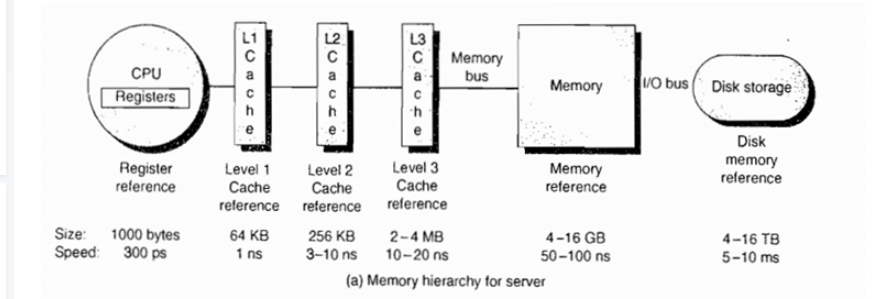 CPU
Registers
L1
Cache
L2
Cache
L3
Cache
Memory
bus
Memory
I/O bus
Disk storage
Register
reference
Level 1
Cache
reference
Level 2
Cache
reference
Level 3
Cache
reference
Memory
reference
Disk
memory
reference
Size: 1000 bytes 64 KB 256 KB 2–4 MB 4–16 GB 4–16 TB
Speed: 300 ps 1 ns 3–10 ns 10–20 ns 50–100 ns 5–10 ms
(a) Memory hierarchy for server